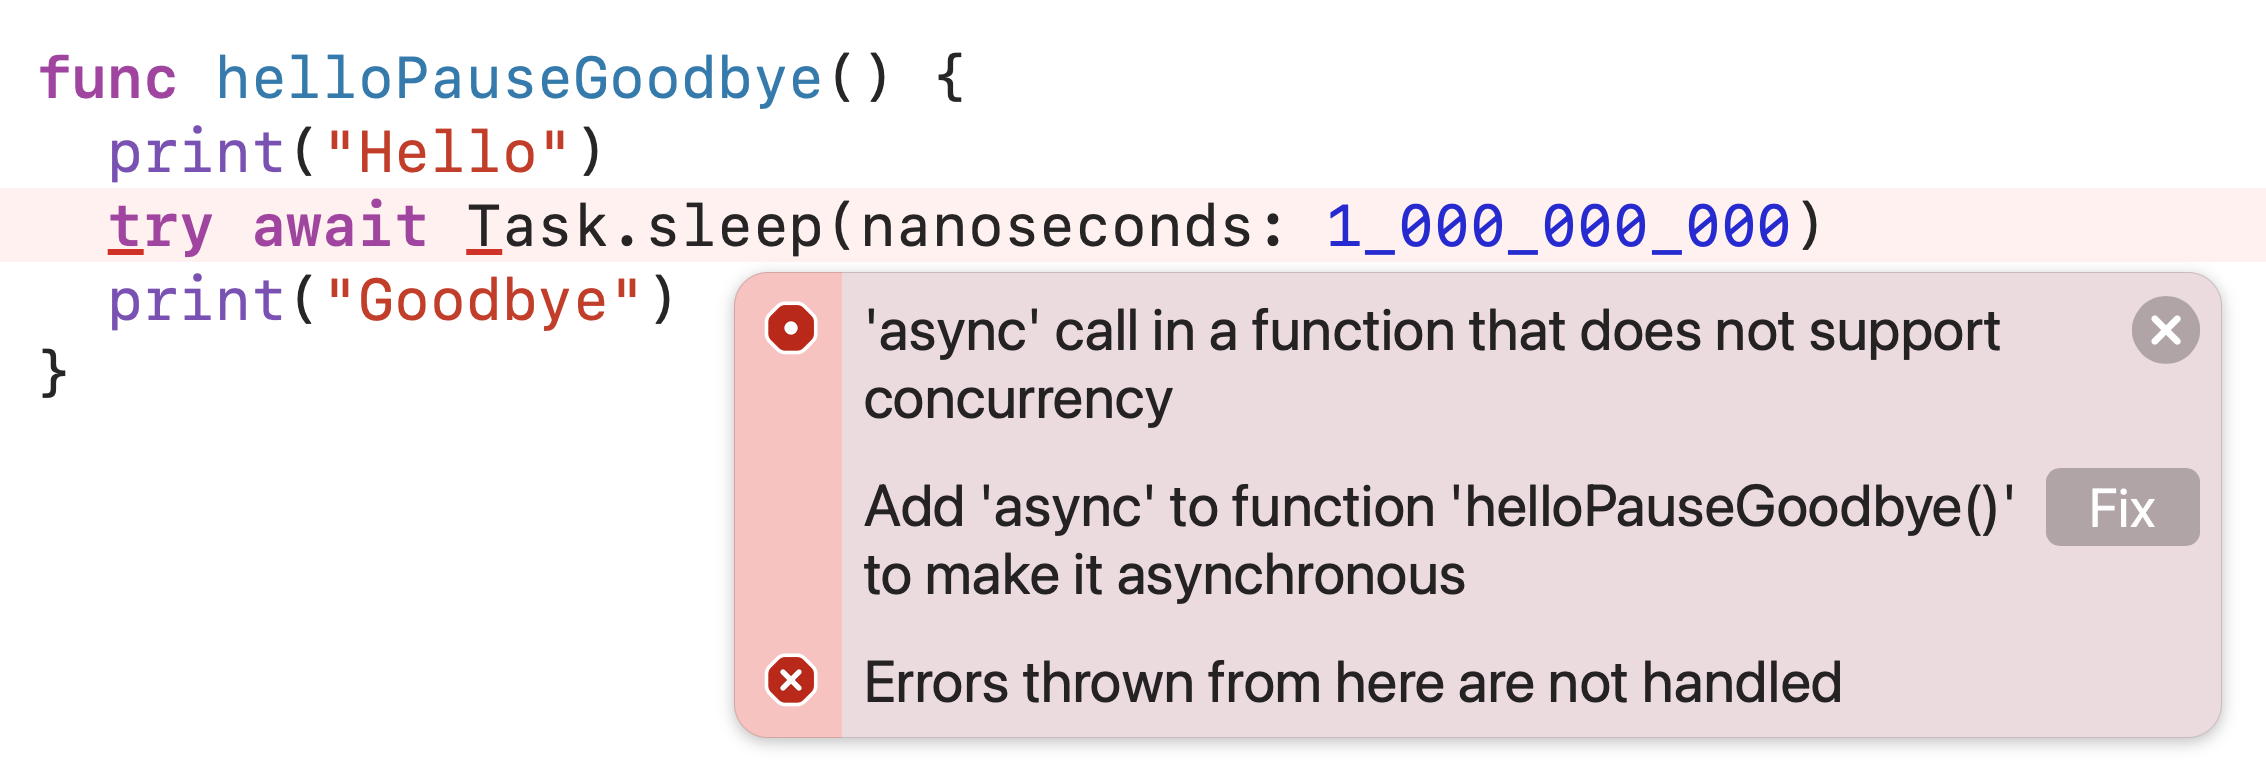 func helloPauseGoodbye() {
print("Hello")
try await Task.sleep(nanoseconds: 1_000_000_000)
print("Goodbye")
}
'async' call in a function that does not support
concurrency
Add 'async' to function 'helloPauseGoodbye()'
to make it asynchronous
Fix
Errors thrown from here are not handled